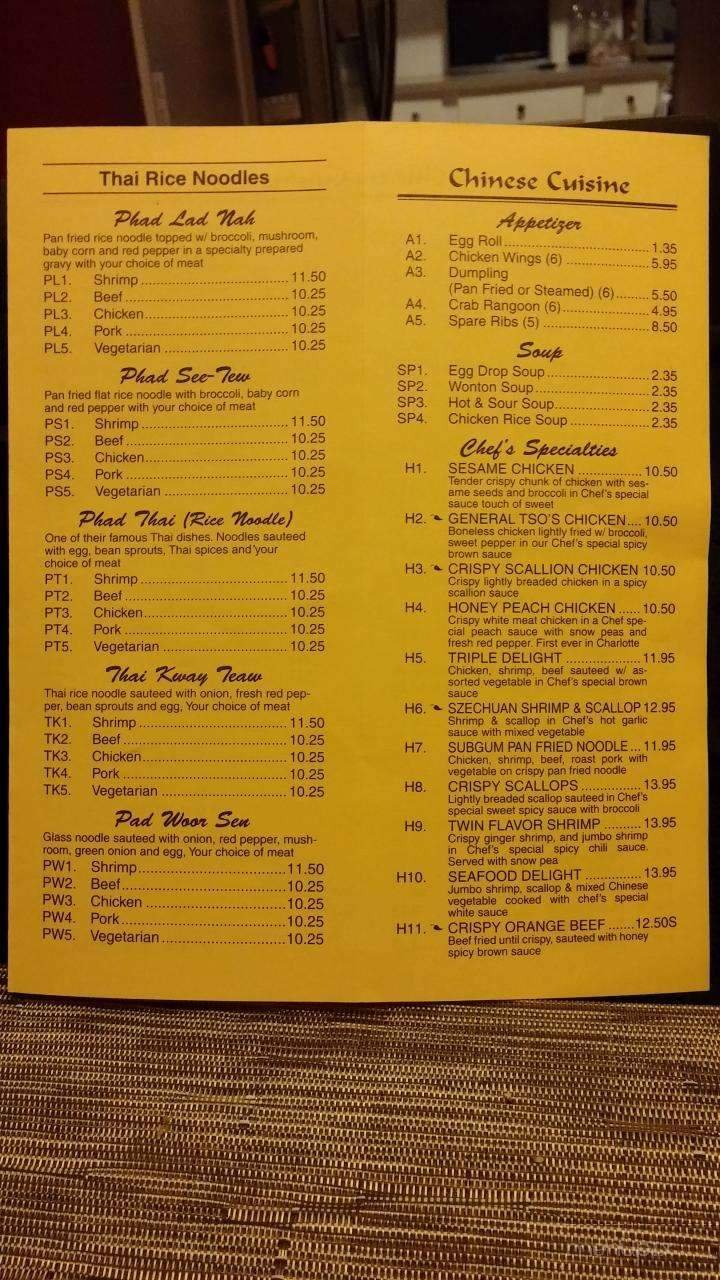 Thai Rice Noodles
Phad Lad Nah
Pan fried rice noodle topped w/ broccoli, mushroom,
baby corn and red pepper in a specialty prepared
gravy with your choice of meat
PL1. Shrimp ........ 11.50
PL2. Beef ........ 10.25
PL3. Chicken ........ 10.25
PL4. Pork ........ 10.25
PL5. Vegetarian ........ 10.25
Phad See-Tew
Pan fried flat rice noodle with broccoli, baby corn
and red pepper with your choice of meat
PS1. Shrimp ........ 11.50
PS2. Beef ........ 10.25
PS3. Chicken ........ 10.25
PS4. Pork ........ 10.25
PS5. Vegetarian ........ 10.25
Phad Thai (Rice Noodle)
One of their famous Thai dishes. Noodles sauteed
with egg, bean sprouts, Thai spices and your
choice of meat
PT1. Shrimp ........ 11.50
PT2. Beef ........ 10.25
PT3. Chicken ........ 10.25
PT4. Pork ........ 10.25
PT5. Vegetarian ........ 10.25
Thai Kway Teaw
Thai rice noodle sauteed with onion, fresh red pep-
per, bean sprouts and egg, Your choice of meat
TK1. Shrimp ........ 11.50
TK2. Beef ........ 10.25
TK3. Chicken ........ 10.25
TK4. Pork ........ 10.25
TK5. Vegetarian ........ 10.25
Pad Woor Sen
Glass noodle sauteed with onion, red pepper, mush-
room, green onion and egg, Your choice of meat
PW1. Shrimp ........ 11.50
PW2. Beef ........ 10.25
PW3. Chicken ........ 10.25
PW4. Pork ........ 10.25
PW5. Vegetarian ........ 10.25
Chinese Cuisine
Appetizer
A1. Egg Roll ........ 1.35
A2. Chicken Wings (6) ........ 5.95
A3. Dumpling
(Pan Fried or Steamed) (6) ........ 5.50
A4. Crab Rangoon (6) ........ 4.95
A5. Spare Ribs (5) ........ 8.50
Soup
SP1. Egg Drop Soup ........ 2.35
SP2. Wonton Soup ........ 2.35
SP3. Hot & Sour Soup ........ 2.35
SP4. Chicken Rice Soup ........ 2.35
Chef's Specialties
H1. SESAME CHICKEN ........ 10.50
Tender crispy chunk of chicken with ses-
ame seeds and broccoli in Chef's special
sauce touch of sweet
H2. GENERAL TSO'S CHICKEN .... 10.50
Boneless chicken lightly fried w/ broccoli,
sweet pepper in our Chef's special spicy
brown sauce
H3. CRISPY SCALLION CHICKEN 10.50
Crispy lightly breaded chicken in a spicy
scallion sauce
H4. HONEY PEACH CHICKEN ...... 10.50
Crispy white meat chicken in a Chef spe-
cial peach sauce with snow peas and
fresh red pepper. First ever in Charlotte
H5. TRIPLE DELIGHT ........ 11.95
Chicken, shrimp, beef sauteed w/ as-
sorted vegetable in Chef's special brown
sauce
H6. SZECHUAN SHRIMP & SCALLOP 12.95
Shrimp & scallop in Chef's hot garlic
sauce with mixed vegetable
H7. SUBGUM PAN FRIED NOODLE ... 11.95
Chicken, shrimp, beef, roast pork with
vegetable on crispy pan fried noodle
H8. CRISPY SCALLOPS ........ 13.95
Lightly breaded scallop sauteed in Chef's
special sweet spicy sauce with broccoli
H9. TWIN FLAVOR SHRIMP ........ 13.95
Crispy ginger shrimp, and jumbo shrimp
in Chef's special spicy chili sauce.
Served with snow pea
H10. SEAFOOD DELIGHT ........ 13.95
Jumbo shrimp, scallop & mixed Chinese
vegetable cooked with chef's special
white sauce
H11. CRISPY ORANGE BEEF ....... 12.50S
Beef fried until crispy, sauteed with honey
spicy brown sauce